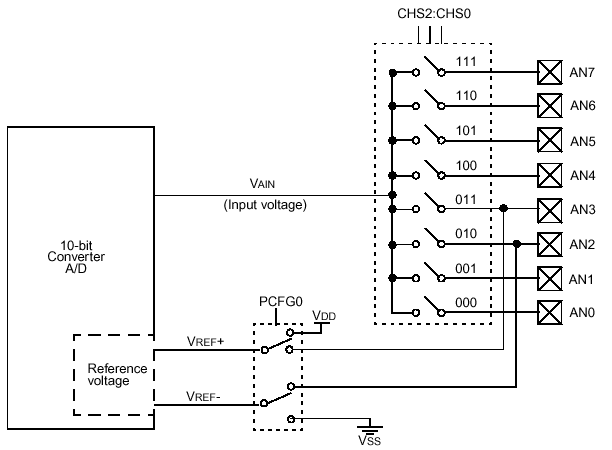 CHS2:CHS0
111 AN7
110 AN6
101 AN5
100 AN4
VAIN
(Input voltage)
011 AN3
010 AN2
10-bit
Converter
A/D
001 AN1
000 AN0
PCFG0
VDD
VREF+
Reference
voltage
VREF-
VSS